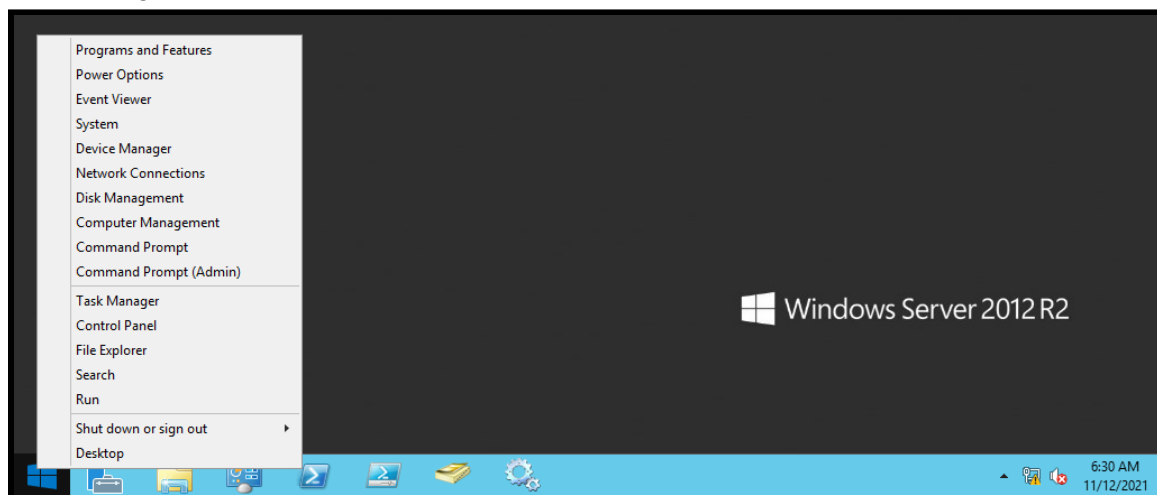 Programs and Features
Power Options
Event Viewer
System
Device Manager
Network Connections
Disk Management
Computer Management
Command Prompt
Command Prompt (Admin)
Task Manager
Control Panel
File Explorer
Search
Run
Shut down or sign out
Desktop
Windows Server 2012 R2
6:30 AM
11/12/2021